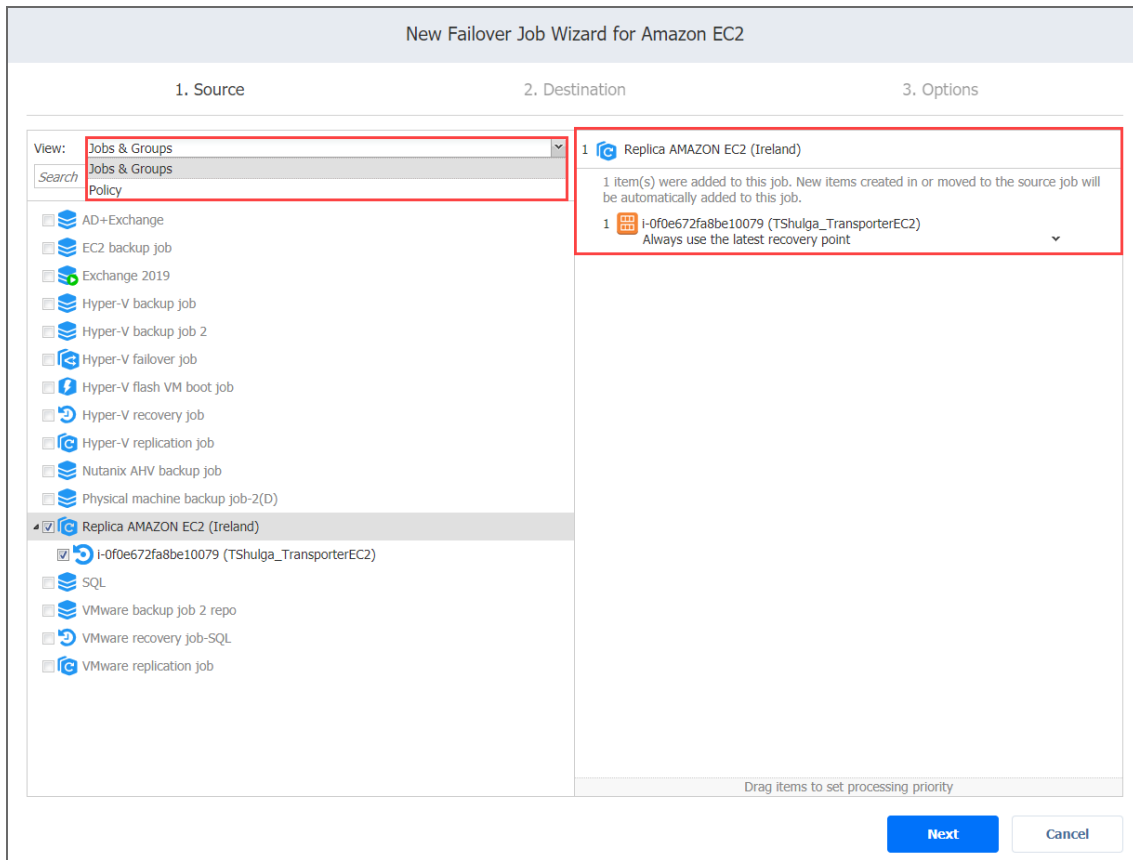 New Failover Job Wizard for Amazon EC2
1. Source
2. Destination
3. Options
View:
Jobs & Groups
Search
Jobs & Groups
Policy
AD+Exchange
EC2 backup job
Exchange 2019
Hyper-V backup job
Hyper-V backup job 2
Hyper-V failover job
Hyper-V flash VM boot job
Hyper-V recovery job
Hyper-V replication job
Nutanix AHV backup job
Physical machine backup job-2(D)
Replica AMAZON EC2 (Ireland)
i-0f0e672fa8be10079 (TShulga_TransporterEC2)
SQL
VMware backup job 2 repo
VMware recovery job-SQL
VMware replication job
1 Replica AMAZON EC2 (Ireland)
1 item(s) were added to this job. New items created in or moved to the source job will
be automatically added to this job.
1 i-0f0e672fa8be10079 (TShulga_TransporterEC2)
Always use the latest recovery point
Drag items to set processing priority
Next
Cancel